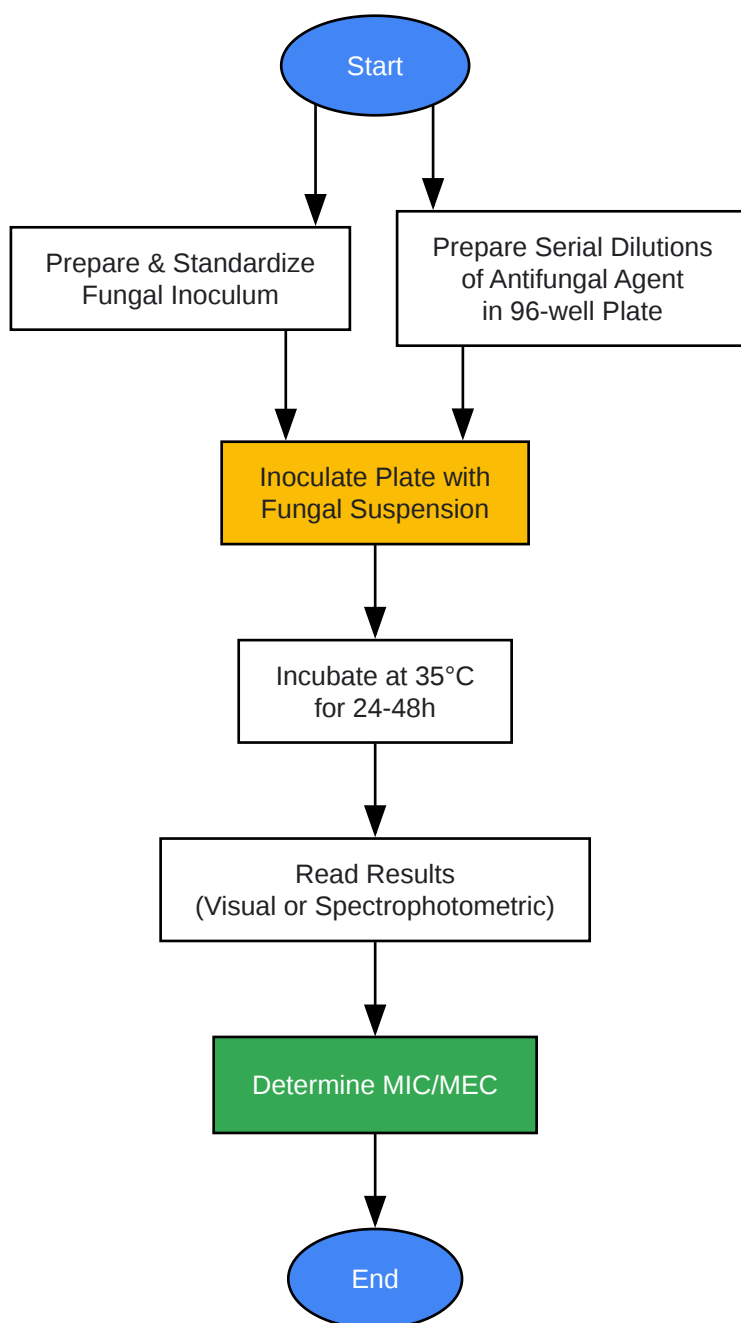 Start
Prepare & Standardize
Fungal Inoculum
Prepare Serial Dilutions
of Antifungal Agent
in 96-well Plate
Inoculate Plate with
Fungal Suspension
Incubate at 35°C
for 24-48h
Read Results
(Visual or Spectrophotometric)
Determine MIC/MEC
End